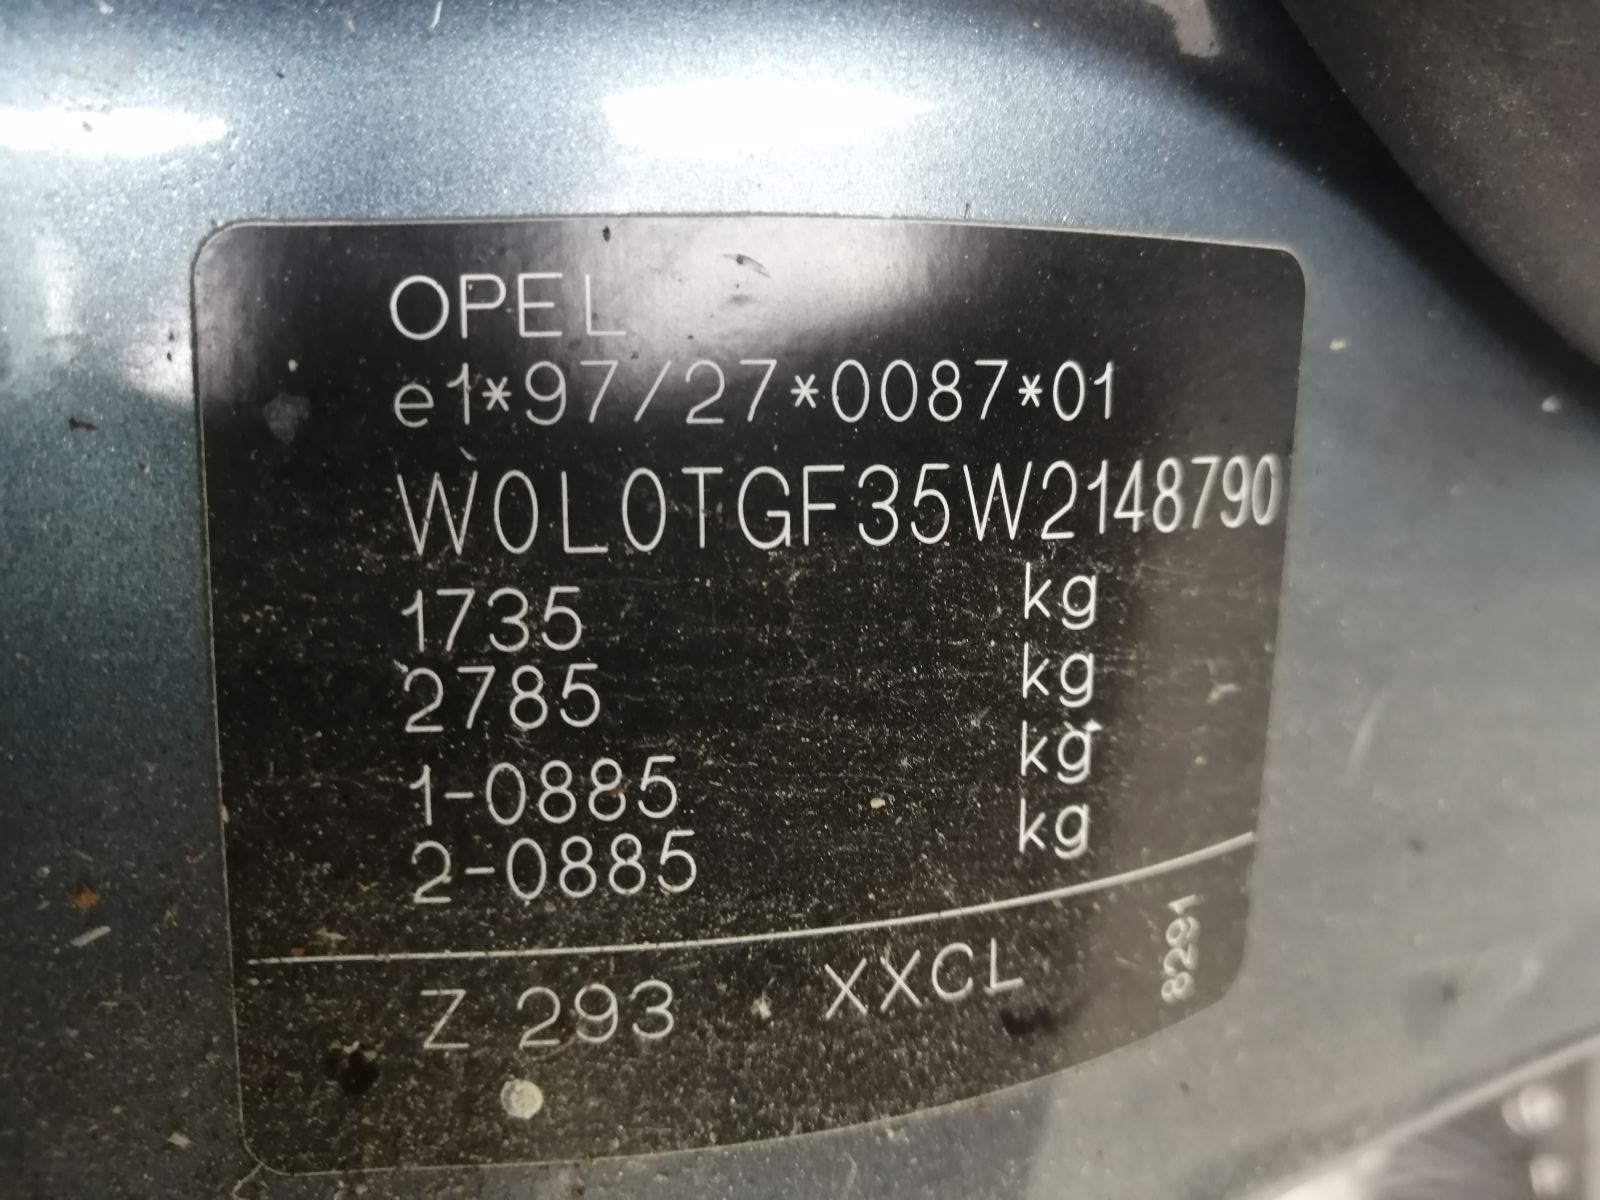 OPEL
e1*97/27*0087*01
W0L0TGF35W2148790
1735 kg
2785 kg
1-0885 kg
2-0885 kg
Z 293 XXCL
8291